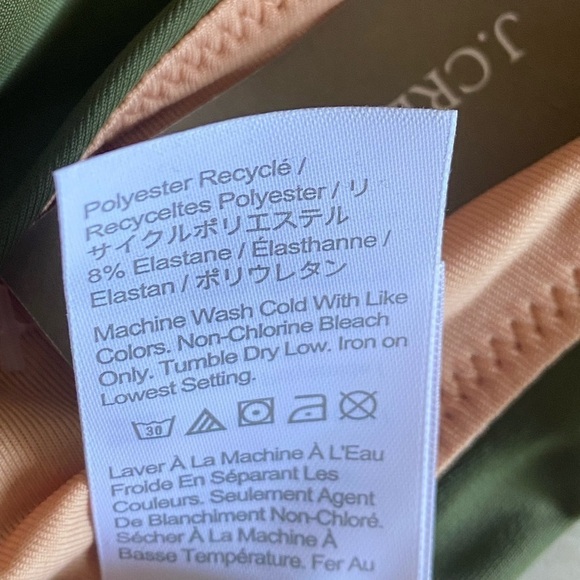 J.CRE
Polyester Recyclé /
Recyceltes Polyester / リ
サイクルポリエステル
8% Elastane / Élasthanne /
Elastan / ポリウレタン
Machine Wash Cold With Like
Colors. Non-Chlorine Bleach
Only. Tumble Dry Low. Iron on
Lowest Setting.
30
Laver À La Machine À L'Eau
Froide En Séparant Les
Couleurs. Seulement Agent
De Blanchiment Non-Chloré.
Sécher À La Machine À
Basse Température. Fer Au